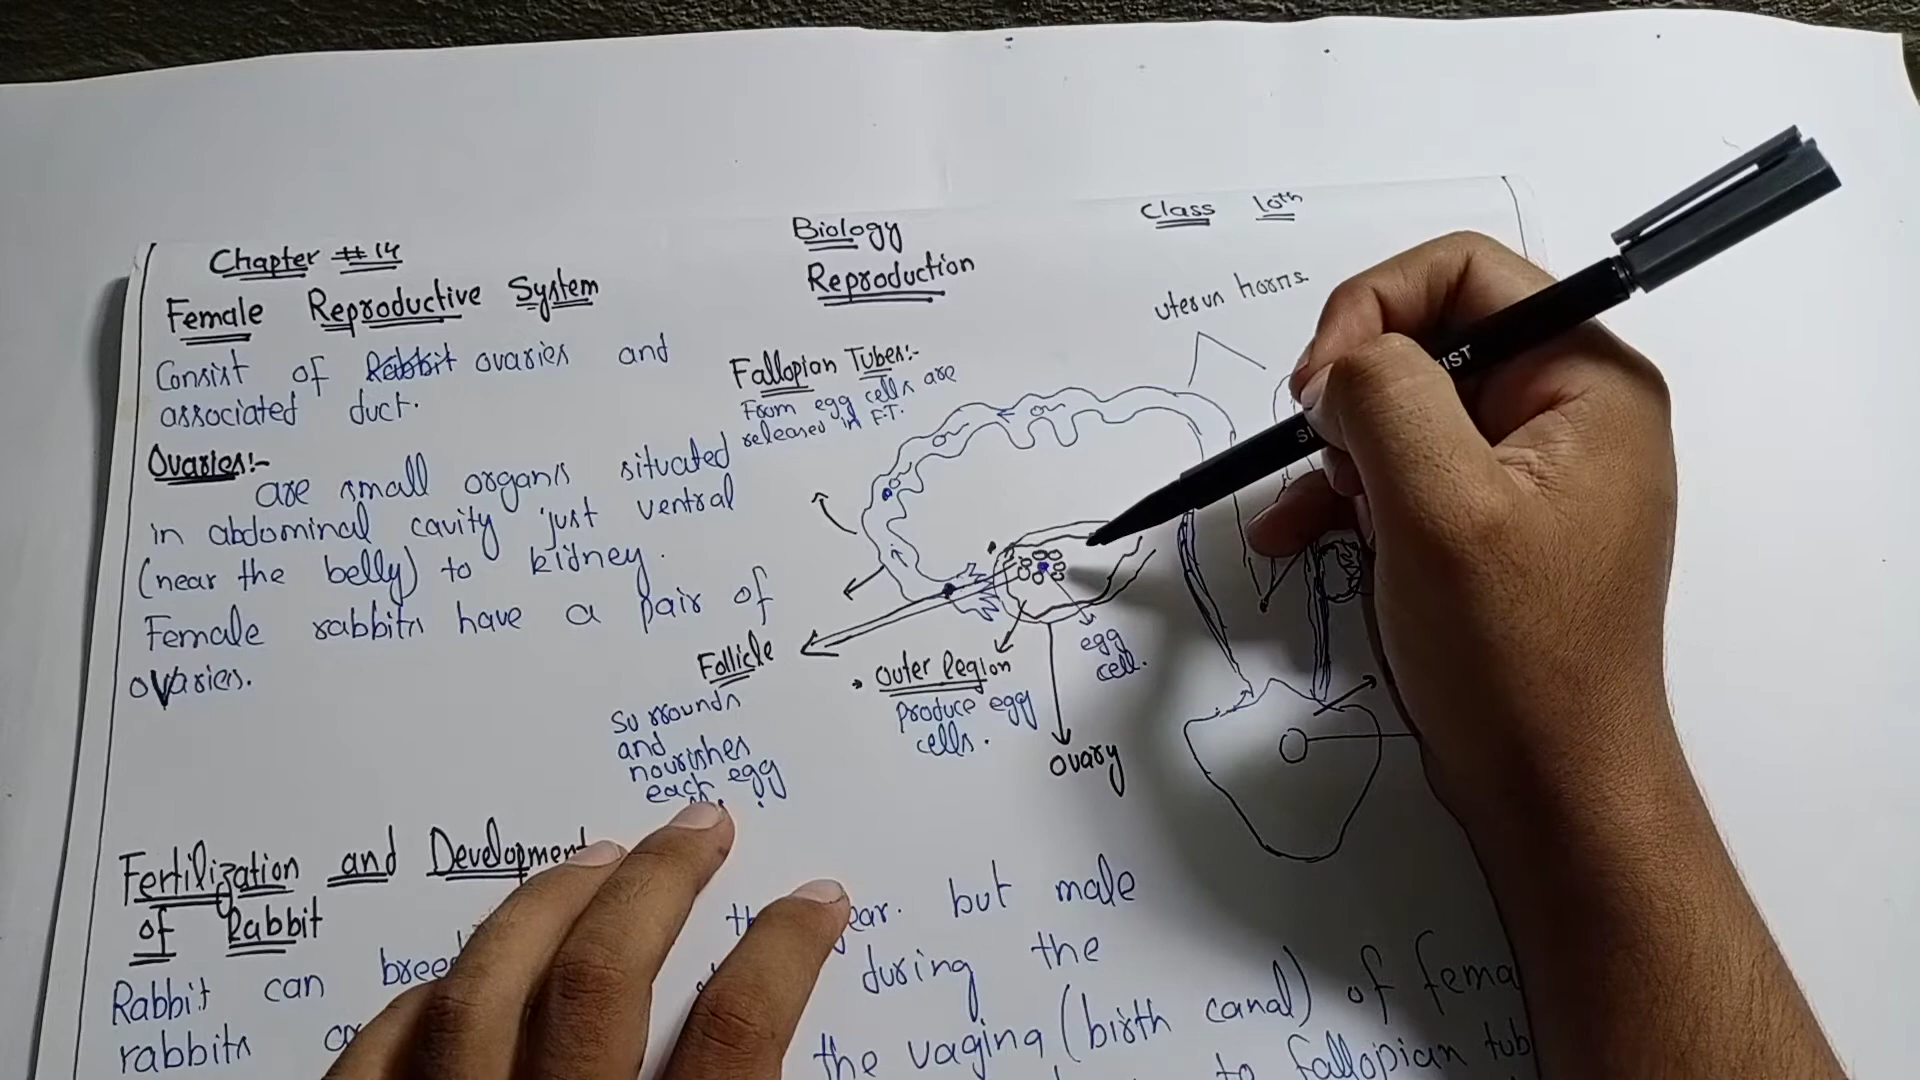 Chapter # 14
Biology
Class 10th
Female Reproductive System
Reproduction
Consist of Rabbit ovaries and
associated duct.
Ovaries:-
are small organs situated
in abdominal cavity just ventral
(near the belly) to kidney.
Female rabbits have a pair of
ovaries.
Fallopian Tubes:-
From egg cells are
released in F.T.
uterun horns.
Follicle
surrounds
and
nourishes
each egg
Outer Region
produce egg
cells.
egg
cell.
ovary
Fertilization and Development
of Rabbit
Rabbit can
but male
rabbits
during the
the vaging (birth canal) of fema
to fallopian tub